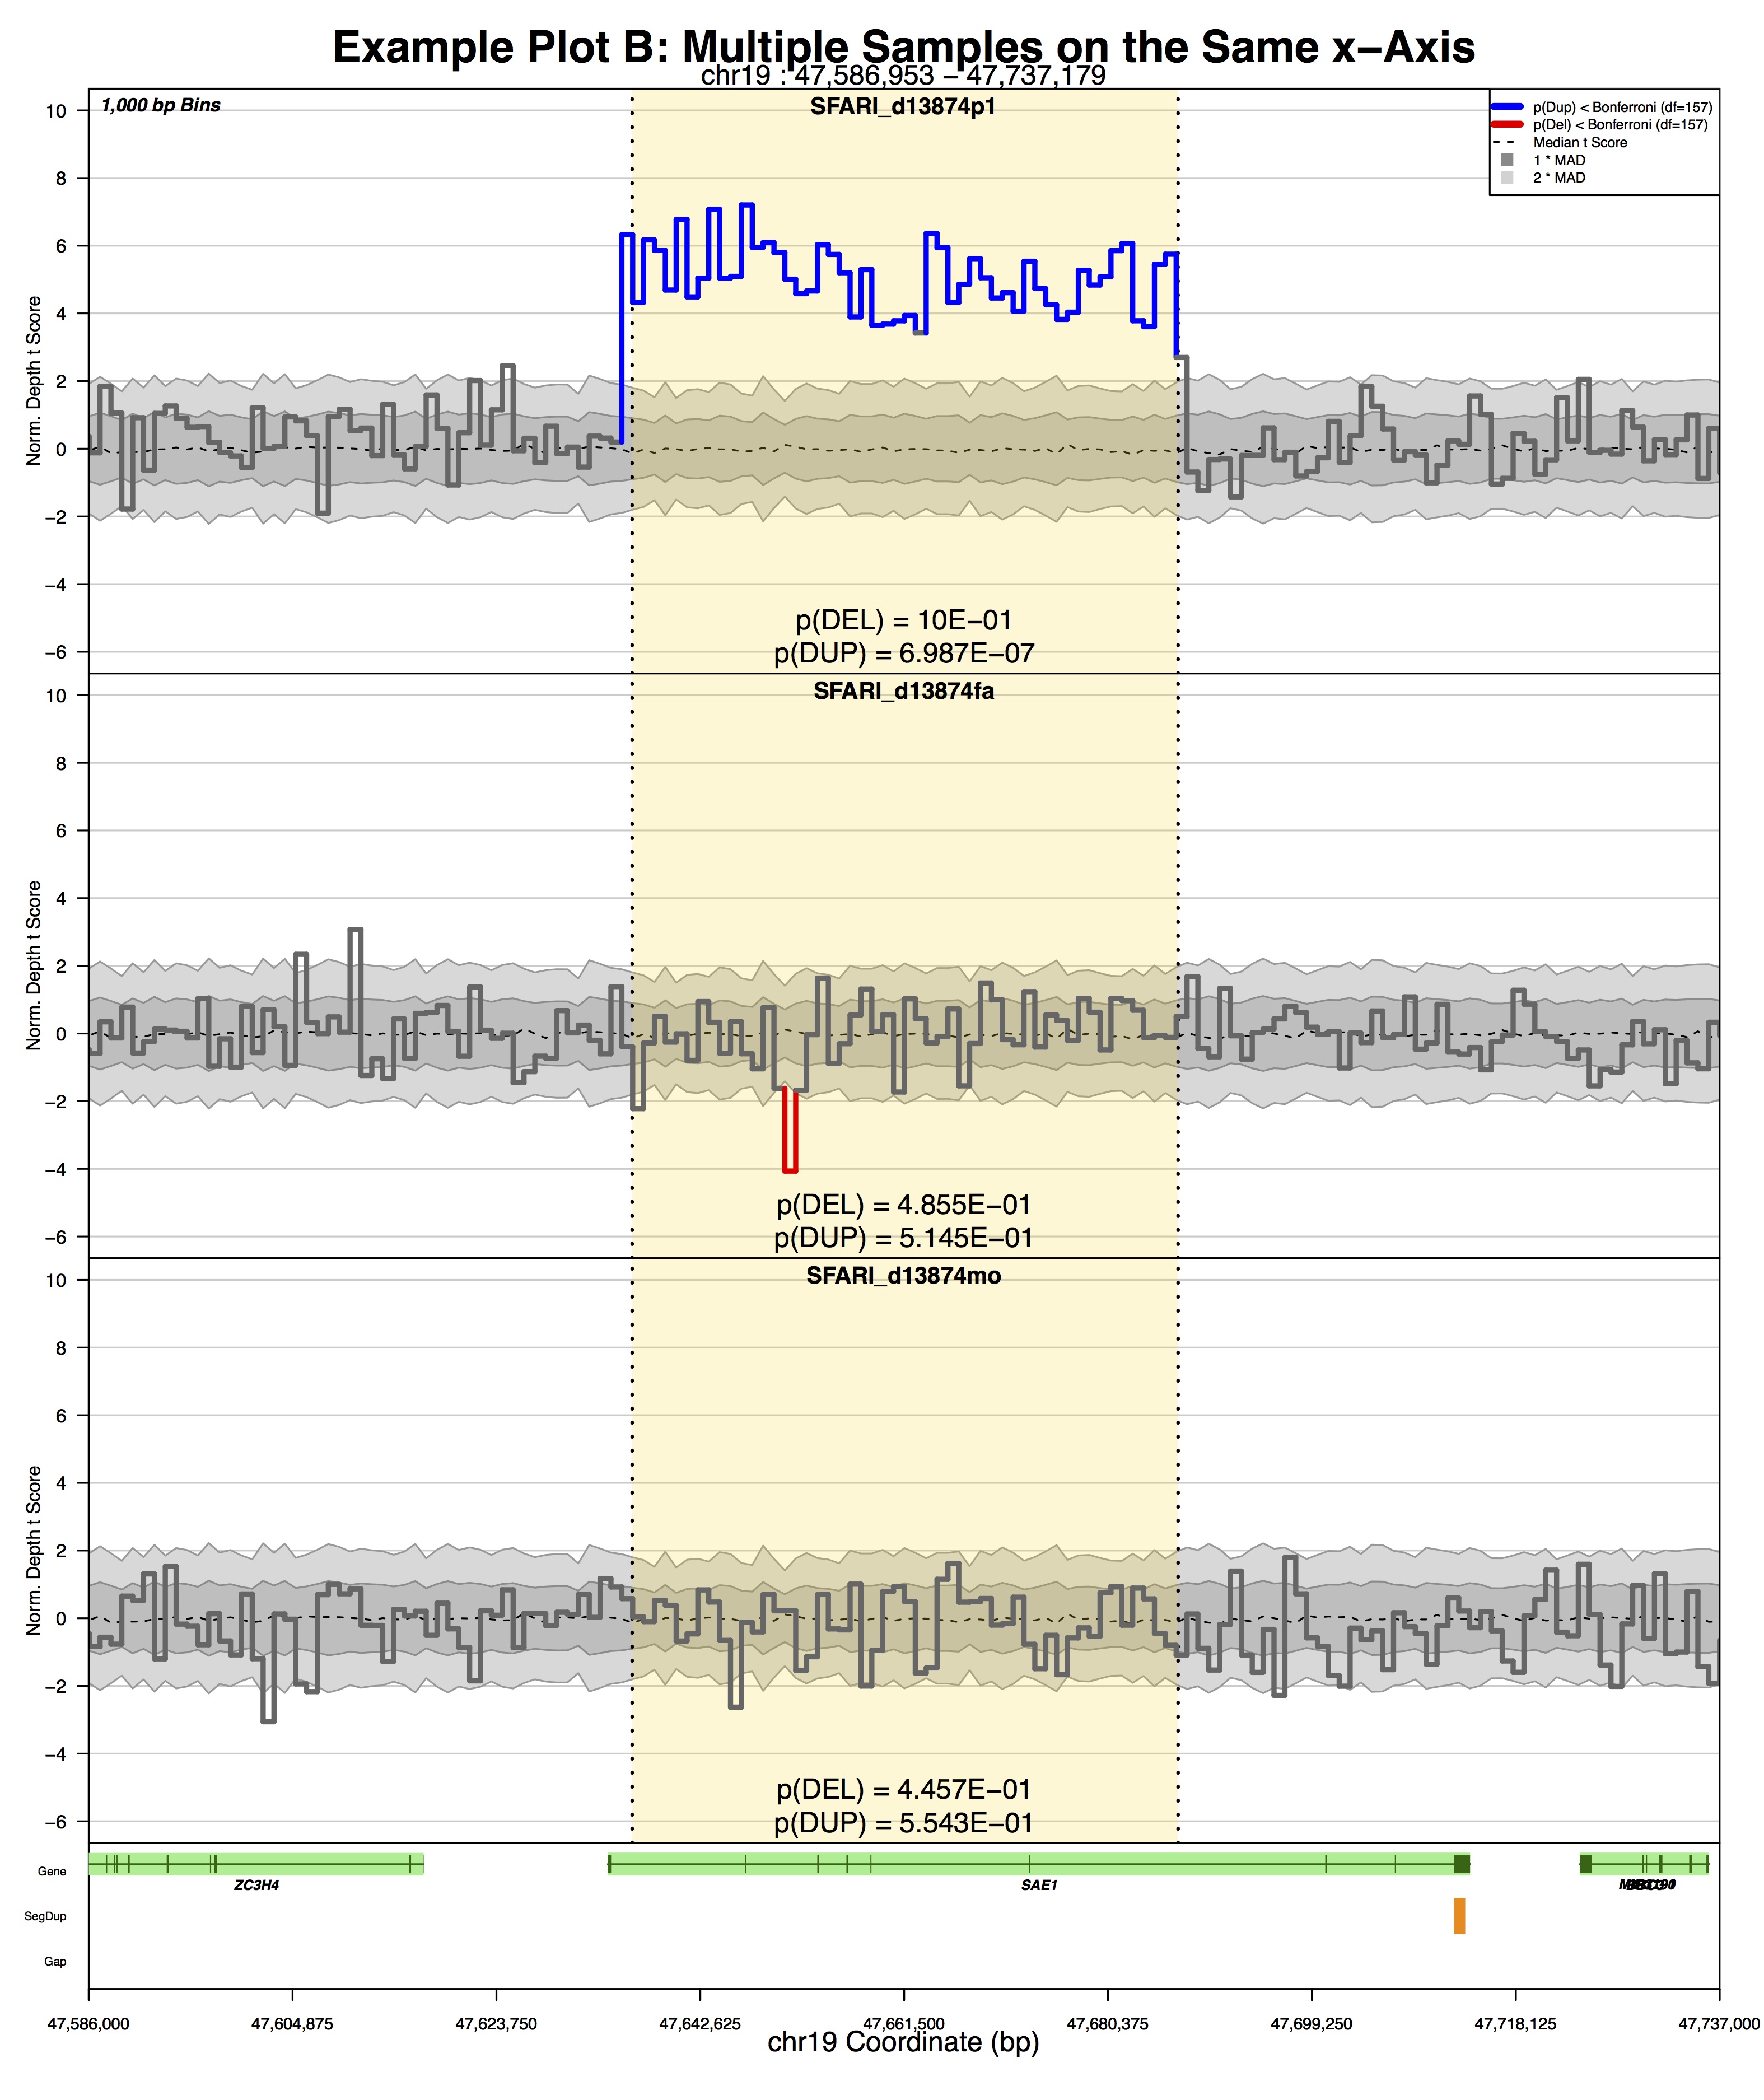 Example Plot B: Multiple Samples on the Same x−Axis
chr19 : 47,586,953 − 47,737,179
1,000 bp Bins
SFARI_d13874p1
p(Dup) < Bonferroni (df=157)
p(Del) < Bonferroni (df=157)
Median t Score
1 * MAD
2 * MAD
10
8
6
4
2
0
−2
−4
−6
Norm. Depth t Score
p(DEL) = 10E−01
p(DUP) = 6.987E−07
SFARI_d13874fa
10
8
6
4
2
0
−2
−4
−6
Norm. Depth t Score
p(DEL) = 4.855E−01
p(DUP) = 5.145E−01
SFARI_d13874mo
10
8
6
4
2
0
−2
−4
−6
Norm. Depth t Score
p(DEL) = 4.457E−01
p(DUP) = 5.543E−01
Gene
ZC3H4
SAE1
SegDup
Gap
47,586,000
47,604,875
47,623,750
47,642,625
47,661,500
47,680,375
47,699,250
47,718,125
47,737,000
chr19 Coordinate (bp)